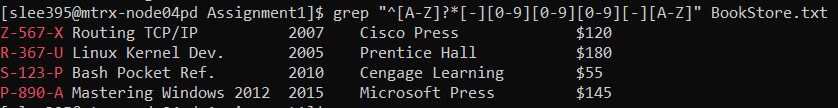 [slee395@mtrx-node04pd Assignment1]$ grep "^[A-Z]?*[-][0-9][0-9][0-9][-][A-Z]" BookStore.txt
Z-567-X Routing TCP/IP 2007 Cisco Press $120
R-367-U Linux Kernel Dev. 2005 Prentice Hall $180
S-123-P Bash Pocket Ref. 2010 Cengage Learning $55
P-890-A Mastering Windows 2012 2015 Microsoft Press $145